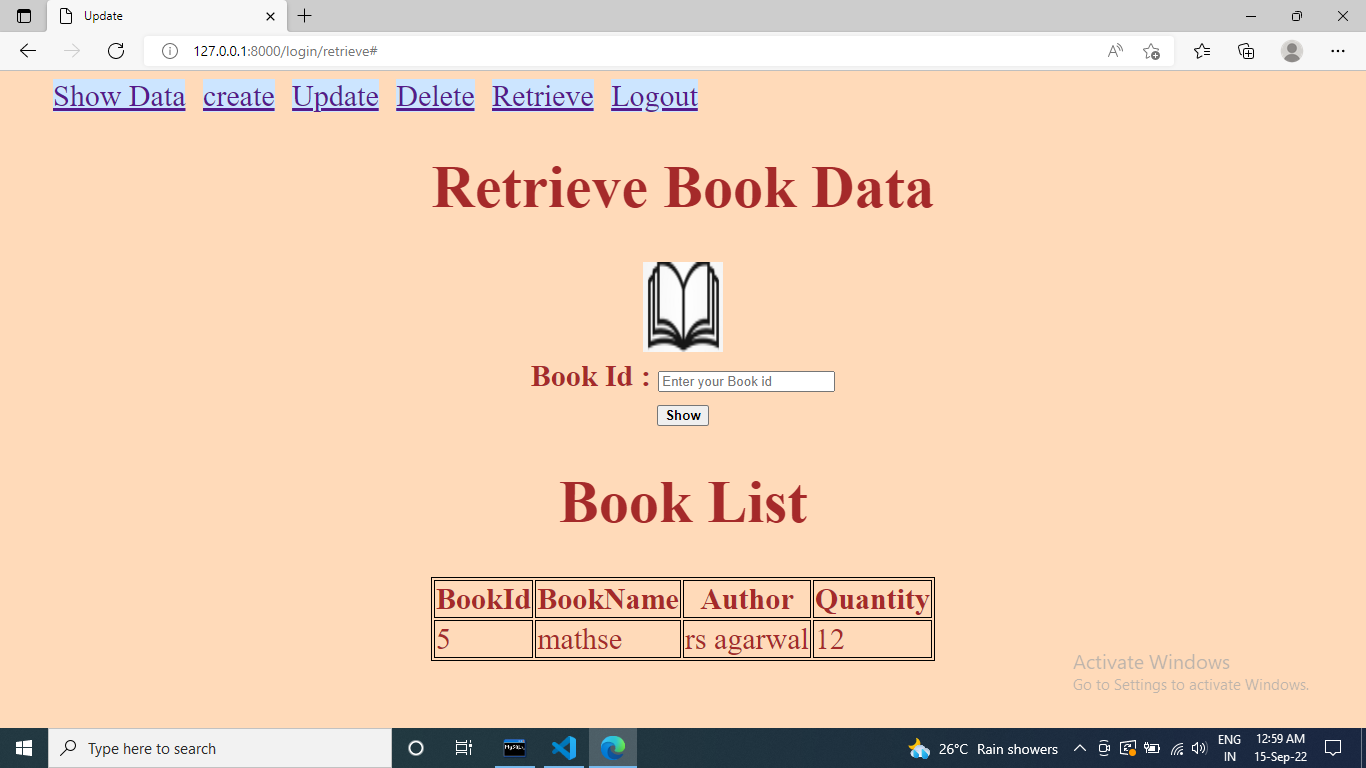 Update
127.0.0.1:8000/login/retrieve#
Show Data create Update Delete Retrieve Logout
Retrieve Book Data
Book Id : Enter your Book id
Show
Book List
BookId BookName Author Quantity
5 mathse rs agarwal 12
Activate Windows
Go to Settings to activate Windows.
Type here to search
MySQL
26°C Rain showers
ENG
IN
12:59 AM
15-Sep-22